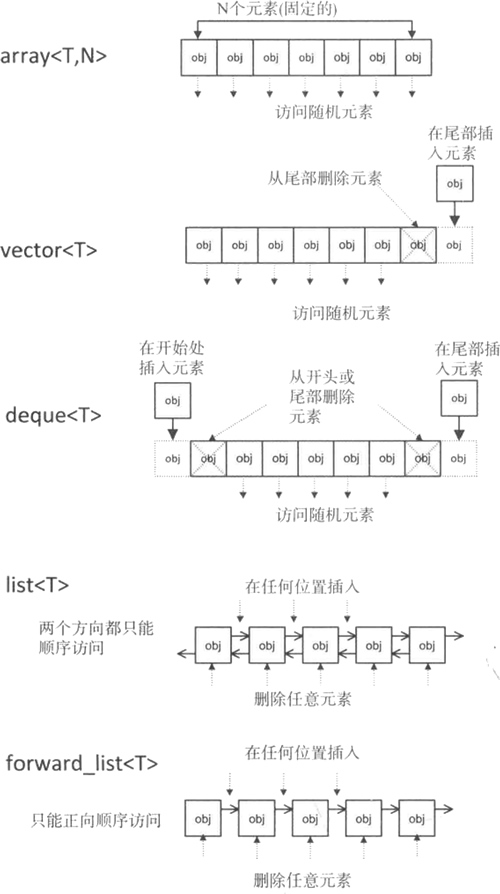 N个元素(固定的)
array<T,N>
obj obj obj obj obj obj obj
访问随机元素
在尾部插
入元素
从尾部删除元素
obj
vector<T>
obj obj obj obj obj obj obj obj
访问随机元素
在开始处
插入元素
在尾部插
入元素
从开头或
尾部删除
元素
obj
obj
deque<T>
obj obj obj obj obj obj obj obj obj
访问随机元素
list<T>
在任何位置插入
两个方向都只能
顺序访问
obj obj obj obj obj
删除任意元素
forward_list<T>
在任何位置插入
只能正向顺序访问
obj obj obj obj obj
删除任意元素